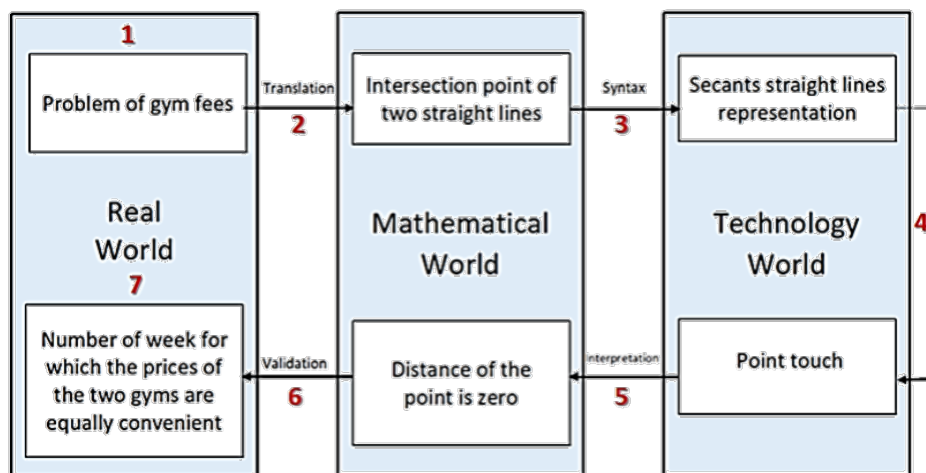 1
Problem of gym fees
Translation
2
Intersection point of
two straight lines
Syntax
3
Secants straight lines
representation
Real
World
Mathematical
World
Technology
World
4
7
Number of week for
which the prices of
the two gyms are
equally convenient
Validation
6
Distance of the
point is zero
Interpretation
5
Point touch